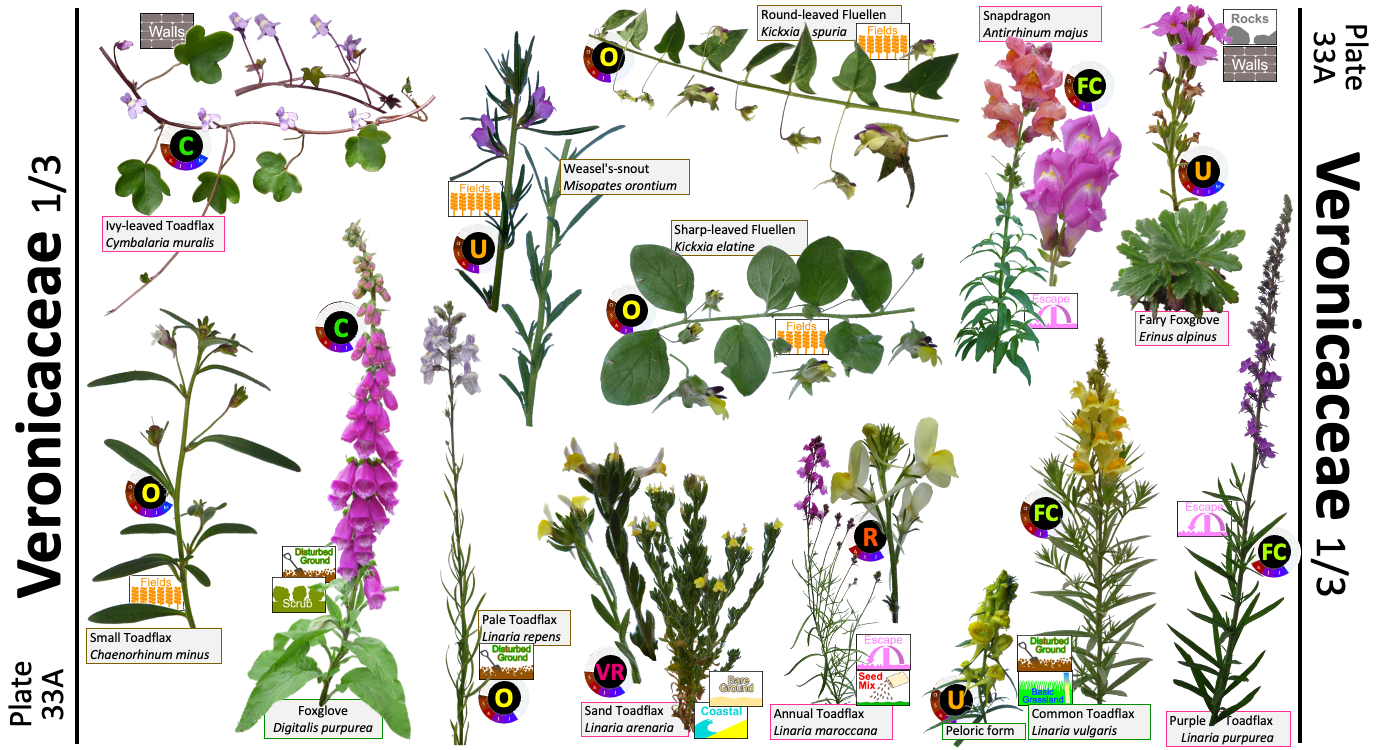 Plate
33A
Veronicaceae 1/3
Walls
C
Ivy-leaved Toadflax
Cymbalaria muralis
Fields
U
Weasel's-snout
Misopates orontium
O
Round-leaved Fluellen
Kickxia spuria
Fields
Sharp-leaved Fluellen
Kickxia elatine
O
Fields
Snapdragon
Antirrhinum majus
FC
Escape
Rocks
Walls
U
Fairy Foxglove
Erinus alpinus
O
Fields
Small Toadflax
Chaenorhinum minus
C
Disturbed
Ground
Scrub
Foxglove
Digitalis purpurea
Pale Toadflax
Linaria repens
Disturbed
Ground
O
VR
Sand Toadflax
Linaria arenaria
Bare
Ground
Coastal
R
Escape
Seed
Mix
Annual Toadflax
Linaria maroccana
U
Peloric form
FC
Disturbed
Ground
Basic
Grassland
Common Toadflax
Linaria vulgaris
Escape
FC
Purple Toadflax
Linaria purpurea
Plate
33A
Veronicaceae 1/3